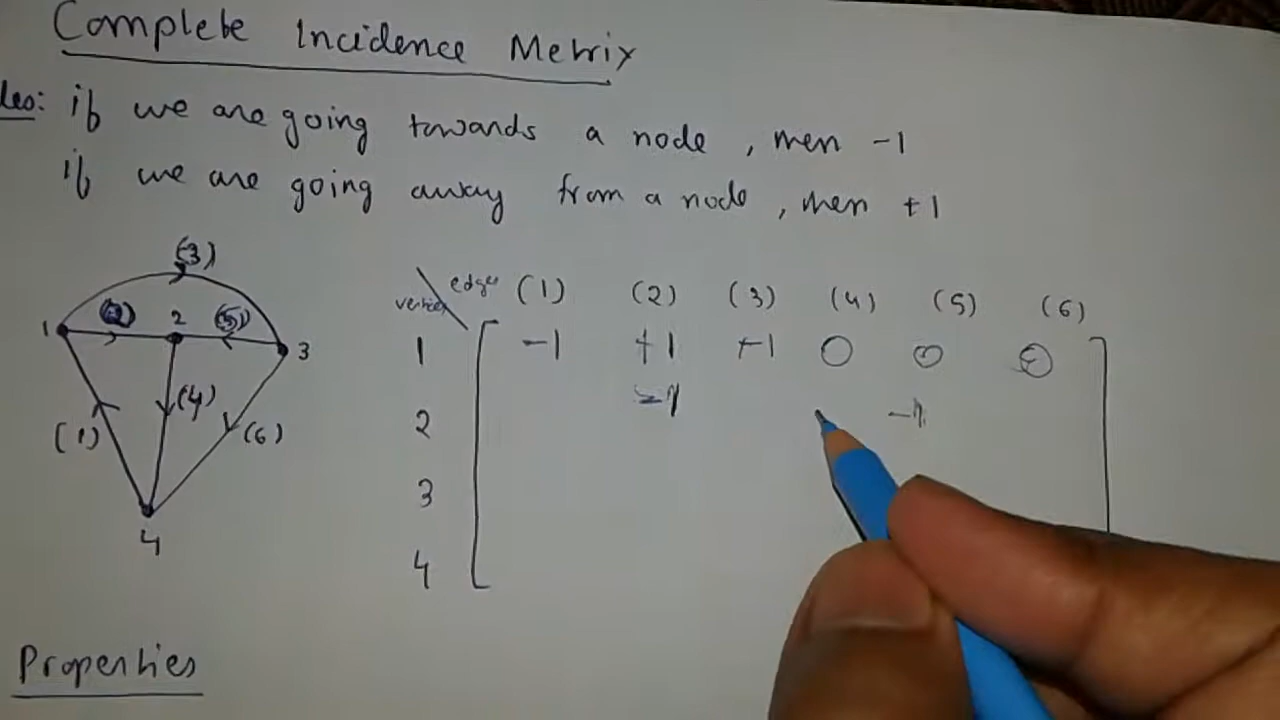 Complete Incidence Metrix
les: if we are going towards a node, then -1
if we are going away from a node, then +1
(3)
1 (2) 2 (5) 3
(4)
(1) (6)
4
edges (1) (2) (3) (4) (5) (6)
1 -1 +1 +1 0 0 0
2 -1 -1
3
4
Properties